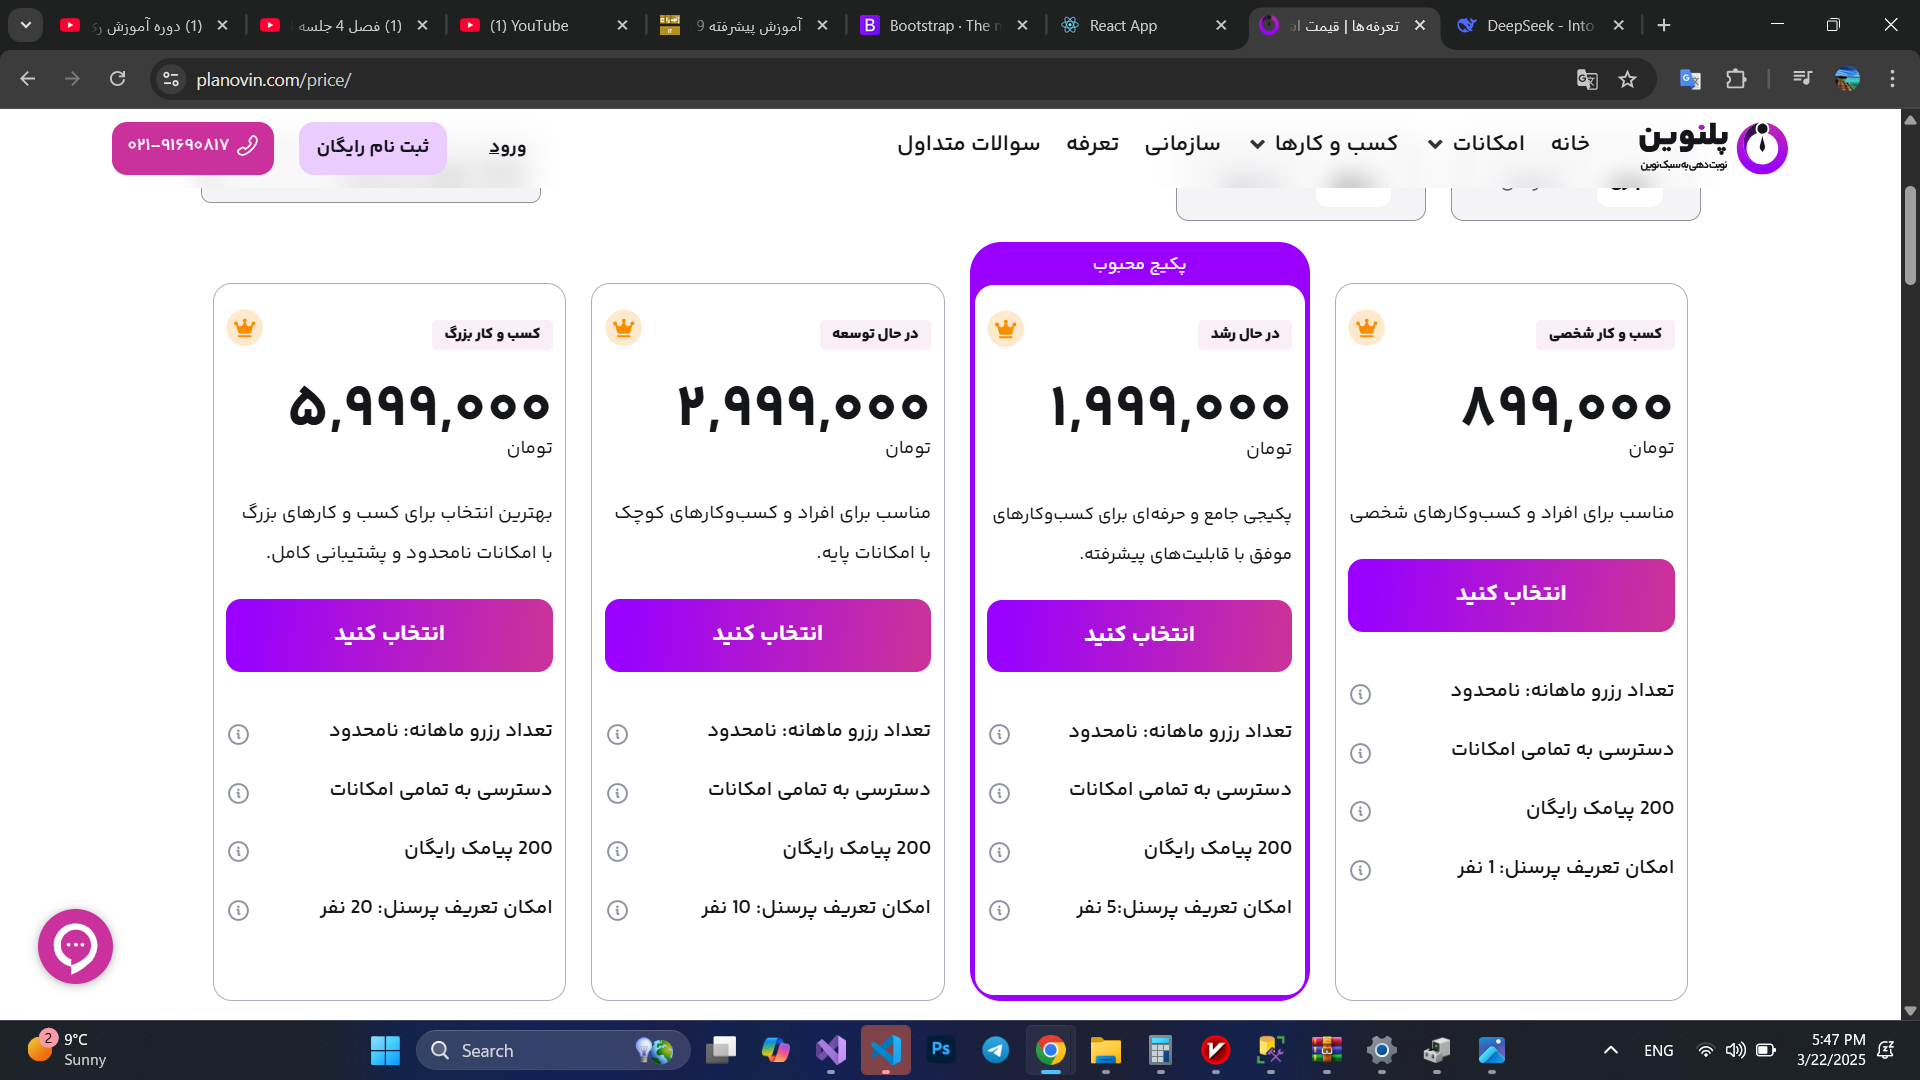 (1) دوره آموزش
(1) فصل 4 جلسه
(1) YouTube
آموزش پیشرفته 9
Bootstrap · The
React App
تعرفه‌ها | قیمت
DeepSeek - Into
planovin.com/price/
پلنوین
نوبت‌دهی به سبک نوین
خانه
امکانات
کسب و کارها
سازمانی
تعرفه
سوالات متداول
ورود
ثبت نام رایگان
۰۲۱-۹۱۶۹۰۸۱۷
کسب و کار شخصی
۸۹۹,۰۰۰
تومان
مناسب برای افراد و کسب‌وکارهای شخصی
انتخاب کنید
تعداد رزرو ماهانه: نامحدود
دسترسی به تمامی امکانات
200 پیامک رایگان
امکان تعریف پرسنل: 1 نفر
پکیج محبوب
در حال رشد
۱,۹۹۹,۰۰۰
تومان
پکیجی جامع و حرفه‌ای برای کسب‌وکارهای
موفق با قابلیت‌های پیشرفته.
انتخاب کنید
تعداد رزرو ماهانه: نامحدود
دسترسی به تمامی امکانات
200 پیامک رایگان
امکان تعریف پرسنل:5 نفر
در حال توسعه
۲,۹۹۹,۰۰۰
تومان
مناسب برای افراد و کسب‌وکارهای کوچک
با امکانات پایه.
انتخاب کنید
تعداد رزرو ماهانه: نامحدود
دسترسی به تمامی امکانات
200 پیامک رایگان
امکان تعریف پرسنل: 10 نفر
کسب و کار بزرگ
۵,۹۹۹,۰۰۰
تومان
بهترین انتخاب برای کسب و کارهای بزرگ
با امکانات نامحدود و پشتیبانی کامل.
انتخاب کنید
تعداد رزرو ماهانه: نامحدود
دسترسی به تمامی امکانات
200 پیامک رایگان
امکان تعریف پرسنل: 20 نفر
2
9°C
Sunny
Search
Ps
ENG
5:47 PM
3/22/2025